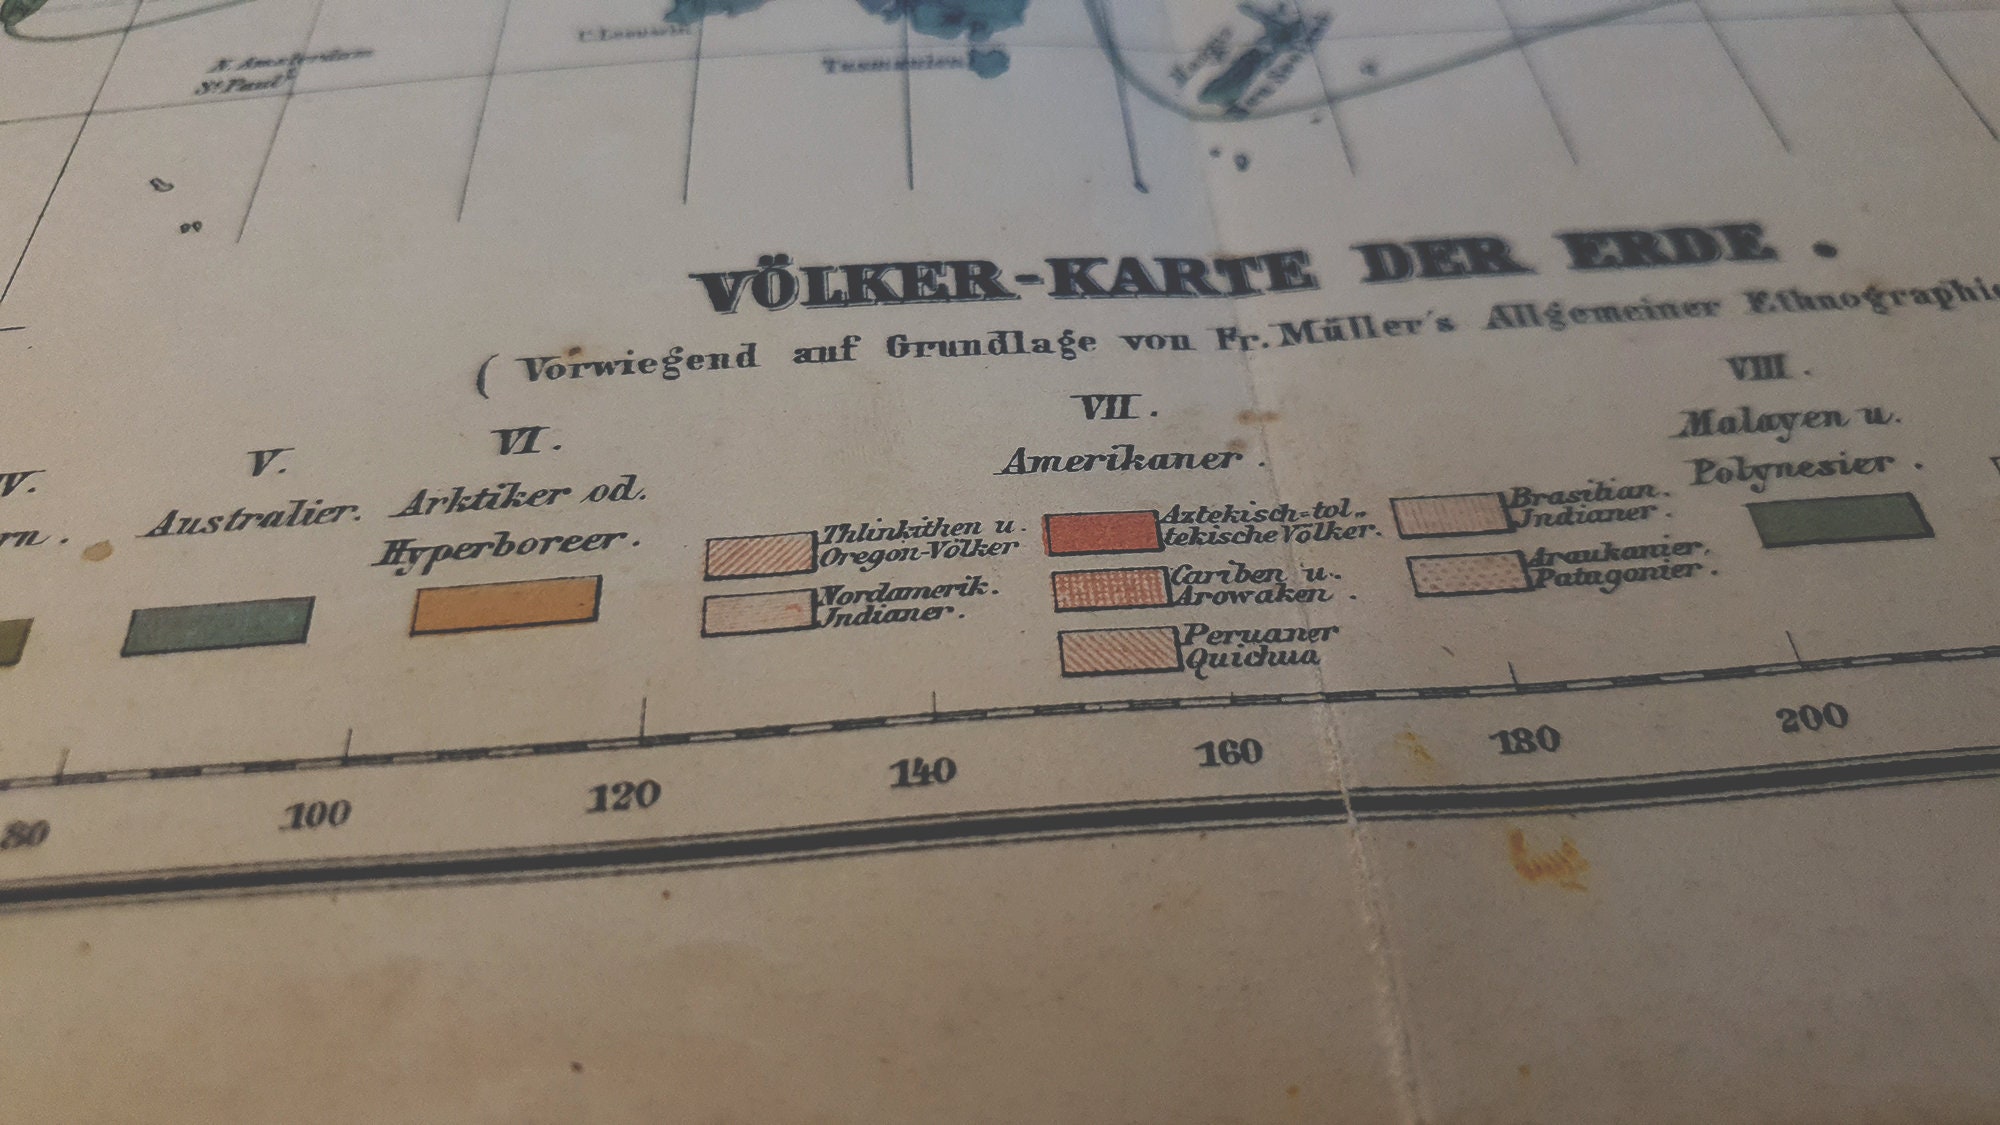 N. Amsterdam
St Paul
C. Leeuwin
Tasmanien
VÖLKER-KARTE DER ERDE.
(Vorwiegend auf Grundlage von Fr. Müller's Allgemeiner Ethnographie
V.
Australier.
VI.
Arktiker od.
Hyperboreer.
VII.
Amerikaner.
Thlinkithen u.
Oregon-Völker
Nordamerik.
Indianer.
Aztekisch-tol-
tekische Völker.
Cariben u.
Arowaken.
Peruaner
Quichua
Brasilian.
Indianer.
Araukanier,
Patagonier.
VIII.
Malayen u.
Polynesier.
80 100 120 140 160 180 200